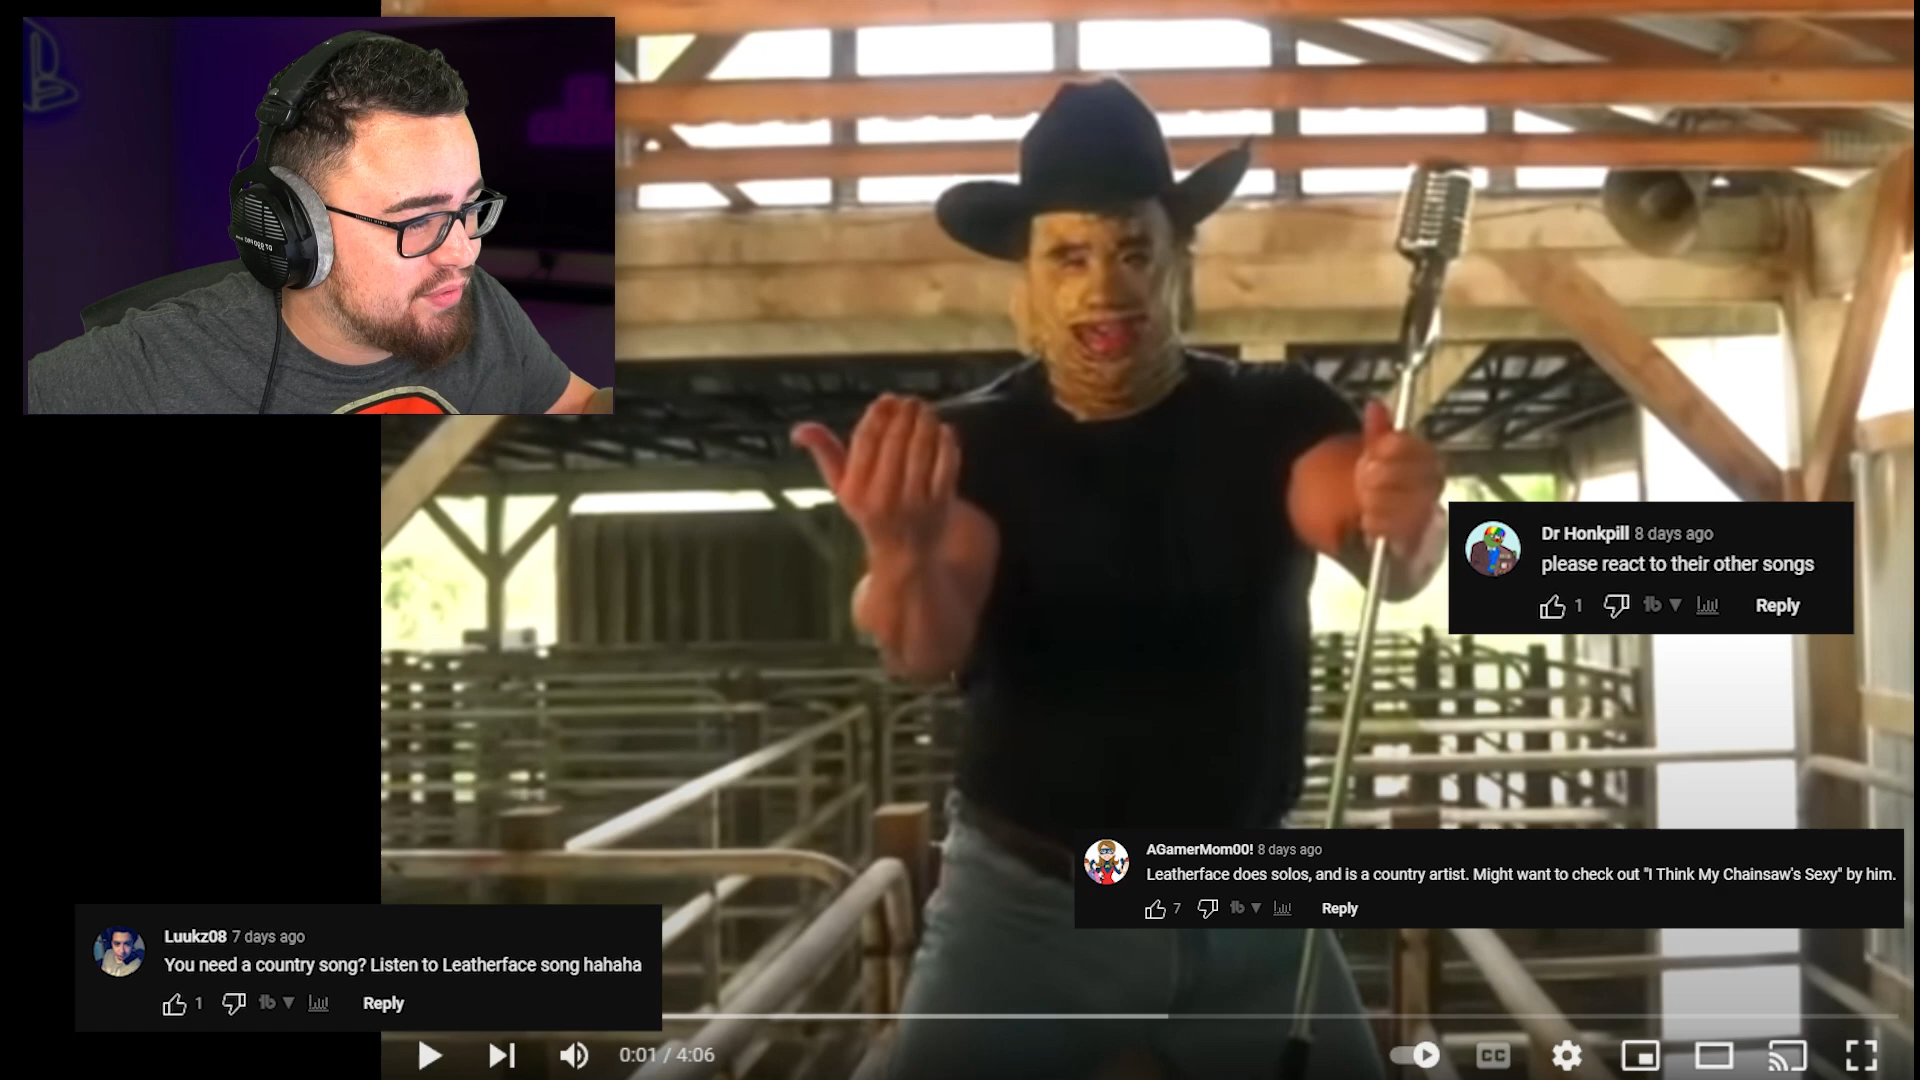 Dr Honkpill 8 days ago
please react to their other songs
1
Reply
AGamerMom00! 8 days ago
Leatherface does solos, and is a country artist. Might want to check out "I Think My Chainsaw's Sexy" by him.
7
Reply
Luukz08 7 days ago
You need a country song? Listen to Leatherface song hahaha
1
Reply
0:01 / 4:06
CC